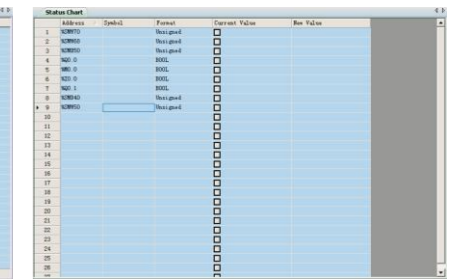 Status Chart
Address Symbol Format Current Value New Value
1 Unsigned
2 Unsigned
3 Unsigned
4 BOOL
5 BOOL
6 BOOL
7 BOOL
8 Unsigned
9 Unsigned
10
11
12
13
14
15
16
17
18
19
20
21
22
23
24
25
26